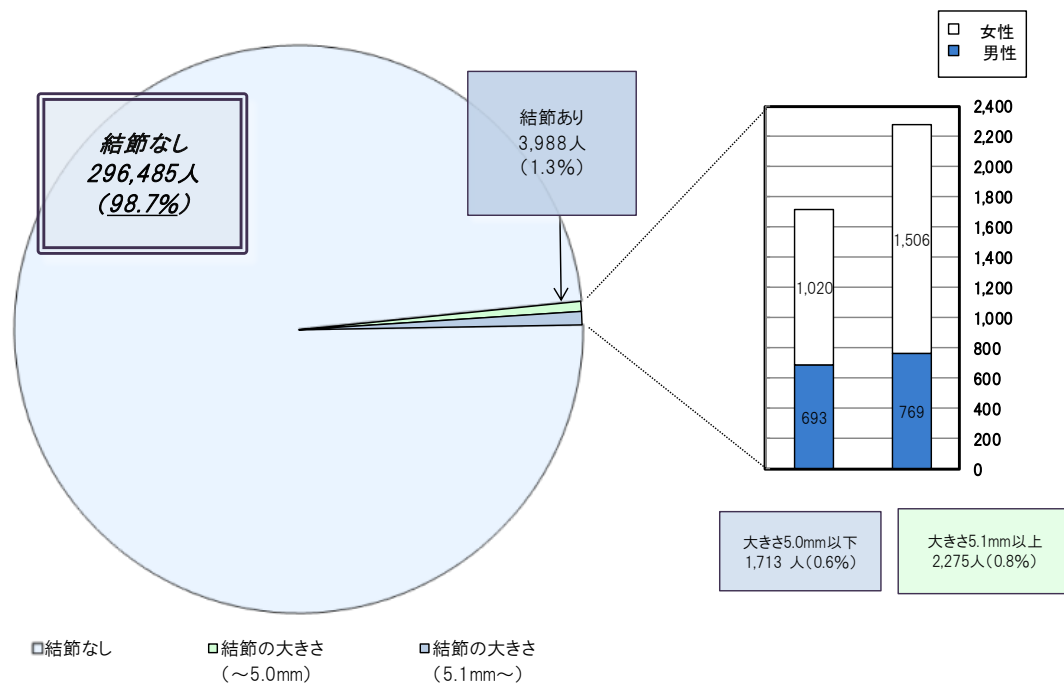 女性
男性
結節なし
296,485人
(98.7%)
結節あり
3,988人
(1.3%)
2,400
2,200
2,000
1,800
1,600
1,400
1,200
1,000
800
600
400
200
0
1,020
693
1,506
769
大きさ5.0mm以下
1,713 人(0.6%)
大きさ5.1mm以上
2,275人(0.8%)
結節なし
結節の大きさ
(～5.0mm)
結節の大きさ
(5.1mm～)